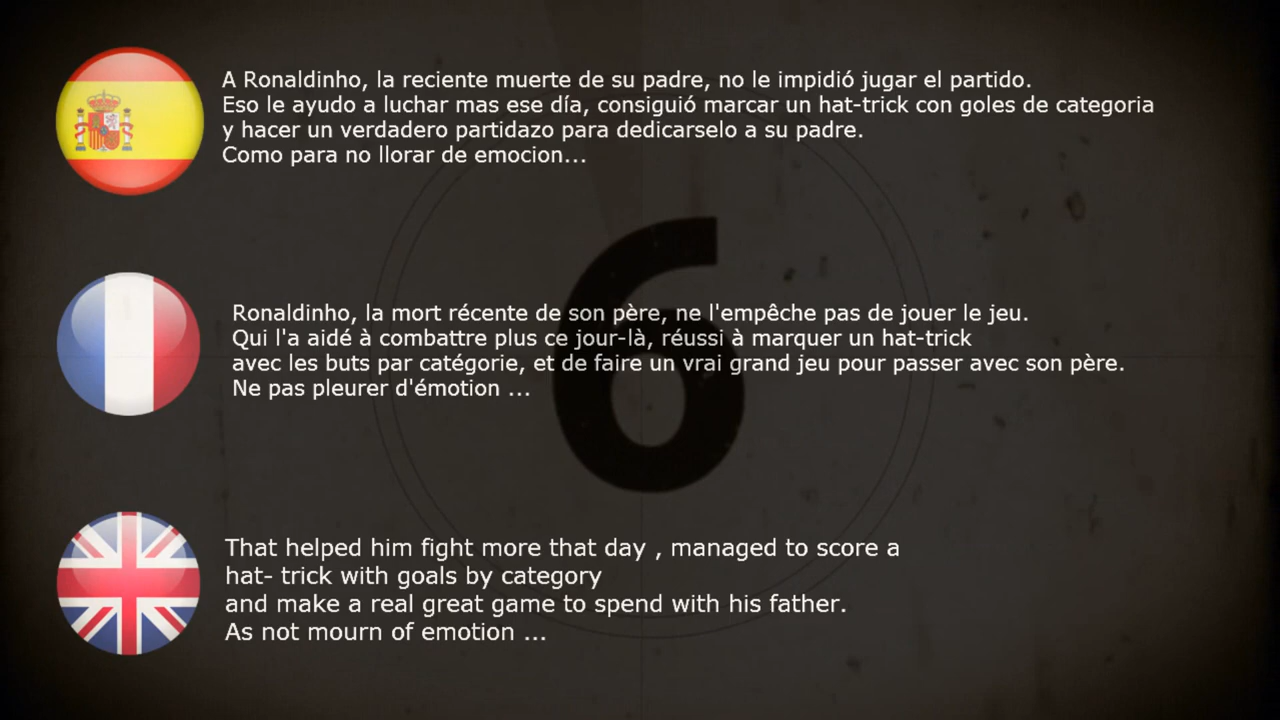 A Ronaldinho, la reciente muerte de su padre, no le impidió jugar el partido.
Eso le ayudo a luchar mas ese día, consiguió marcar un hat-trick con goles de categoria
y hacer un verdadero partidazo para dedicarselo a su padre.
Como para no llorar de emocion...
6
Ronaldinho, la mort récente de son père, ne l'empêche pas de jouer le jeu.
Qui l'a aidé à combattre plus ce jour-là, réussi à marquer un hat-trick
avec les buts par catégorie, et de faire un vrai grand jeu pour passer avec son père.
Ne pas pleurer d'émotion ...
That helped him fight more that day , managed to score a
hat- trick with goals by category
and make a real great game to spend with his father.
As not mourn of emotion ...